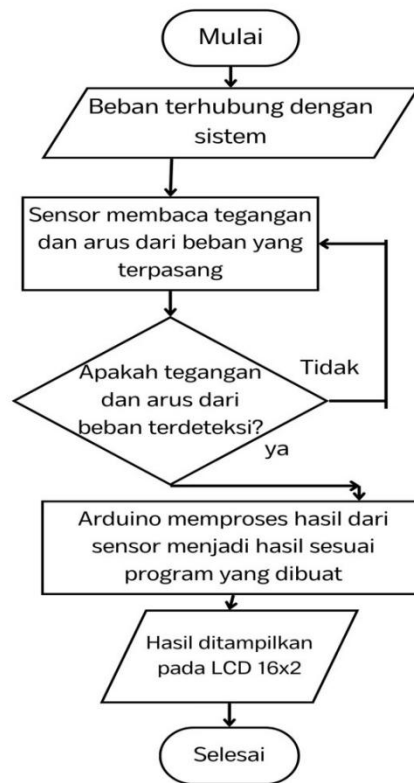 Mulai
Beban terhubung dengan
sistem
Sensor membaca tegangan
dan arus dari beban yang
terpasang
Apakah tegangan
dan arus dari
beban terdeteksi?
Tidak
ya
Arduino memproses hasil dari
sensor menjadi hasil sesuai
program yang dibuat
Hasil ditampilkan
pada LCD 16x2
Selesai